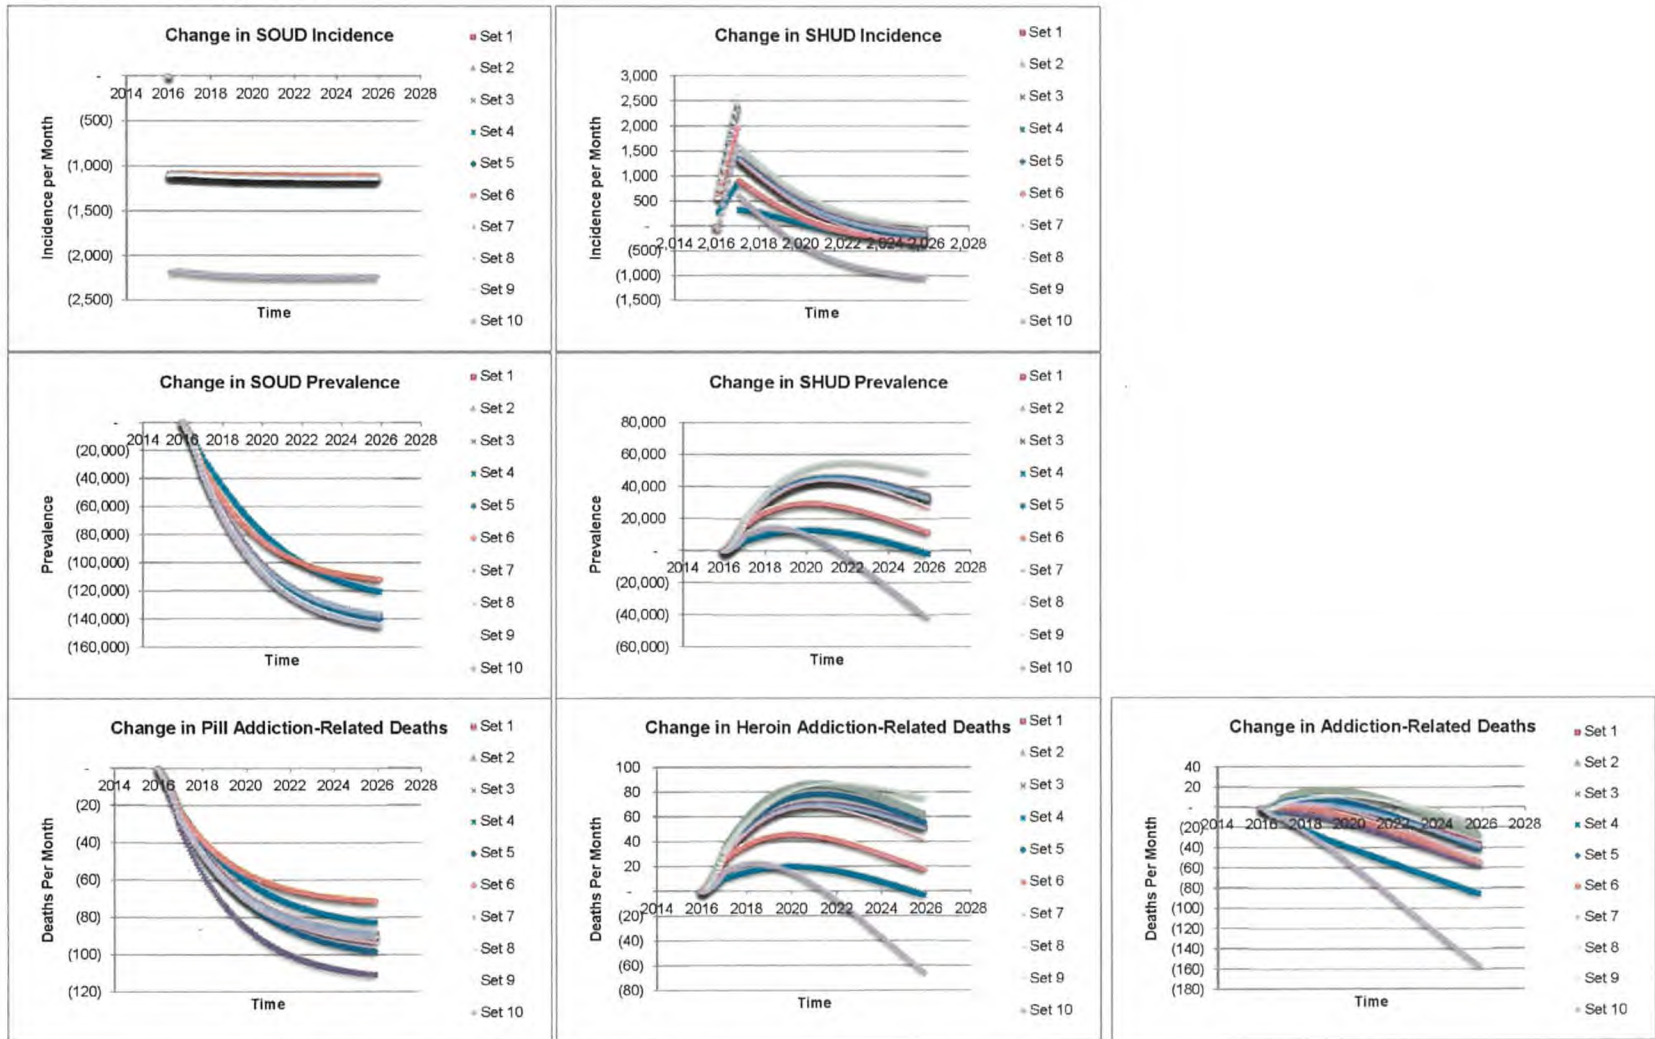 Change in SOUD Incidence
Incidence per Month
-
(500)
(1,000)
(1,500)
(2,000)
(2,500)
2014 2016 2018 2020 2022 2024 2026 2028
Time
Set 1
Set 2
Set 3
Set 4
Set 5
Set 6
Set 7
Set 8
Set 9
Set 10
Change in SHUD Incidence
Incidence per Month
3,000
2,500
2,000
1,500
1,000
500
-
(500)
(1,000)
(1,500)
2,014 2,016 2,018 2,020 2,022 2,024 2,026 2,028
Time
Set 1
Set 2
Set 3
Set 4
Set 5
Set 6
Set 7
Set 8
Set 9
Set 10
Change in SOUD Prevalence
Prevalence
-
(20,000)
(40,000)
(60,000)
(80,000)
(100,000)
(120,000)
(140,000)
(160,000)
2014 2016 2018 2020 2022 2024 2026 2028
Time
Set 1
Set 2
Set 3
Set 4
Set 5
Set 6
Set 7
Set 8
Set 9
Set 10
Change in SHUD Prevalence
Prevalence
80,000
60,000
40,000
20,000
-
(20,000)
(40,000)
(60,000)
2014 2016 2018 2020 2022 2024 2026 2028
Time
Set 1
Set 2
Set 3
Set 4
Set 5
Set 6
Set 7
Set 8
Set 9
Set 10
Change in Pill Addiction-Related Deaths
Deaths Per Month
-
(20)
(40)
(60)
(80)
(100)
(120)
2014 2016 2018 2020 2022 2024 2026 2028
Time
Set 1
Set 2
Set 3
Set 4
Set 5
Set 6
Set 7
Set 8
Set 9
Set 10
Change in Heroin Addiction-Related Deaths
Deaths Per Month
100
80
60
40
20
-
(20)
(40)
(60)
(80)
2014 2016 2018 2020 2022 2024 2026 2028
Time
Set 1
Set 2
Set 3
Set 4
Set 5
Set 6
Set 7
Set 8
Set 9
Set 10
Change in Addiction-Related Deaths
Deaths Per Month
40
20
-
(20)
(40)
(60)
(80)
(100)
(120)
(140)
(160)
(180)
2014 2016 2018 2020 2022 2024 2026 2028
Time
Set 1
Set 2
Set 3
Set 4
Set 5
Set 6
Set 7
Set 8
Set 9
Set 10